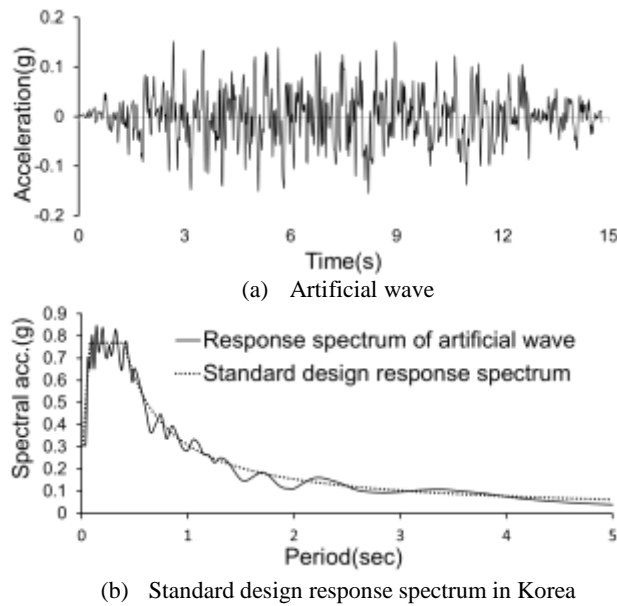 0.2
0.1
0
-0.1
-0.2
Acceleration(g)
0 3 6 9 12 15
Time(s)
(a) Artificial wave
0.9
0.8
0.7
0.6
0.5
0.4
0.3
0.2
0.1
0
Spectral acc.(g)
Response spectrum of artificial wave
Standard design response spectrum
0 1 2 3 4 5
Period(sec)
(b) Standard design response spectrum in Korea